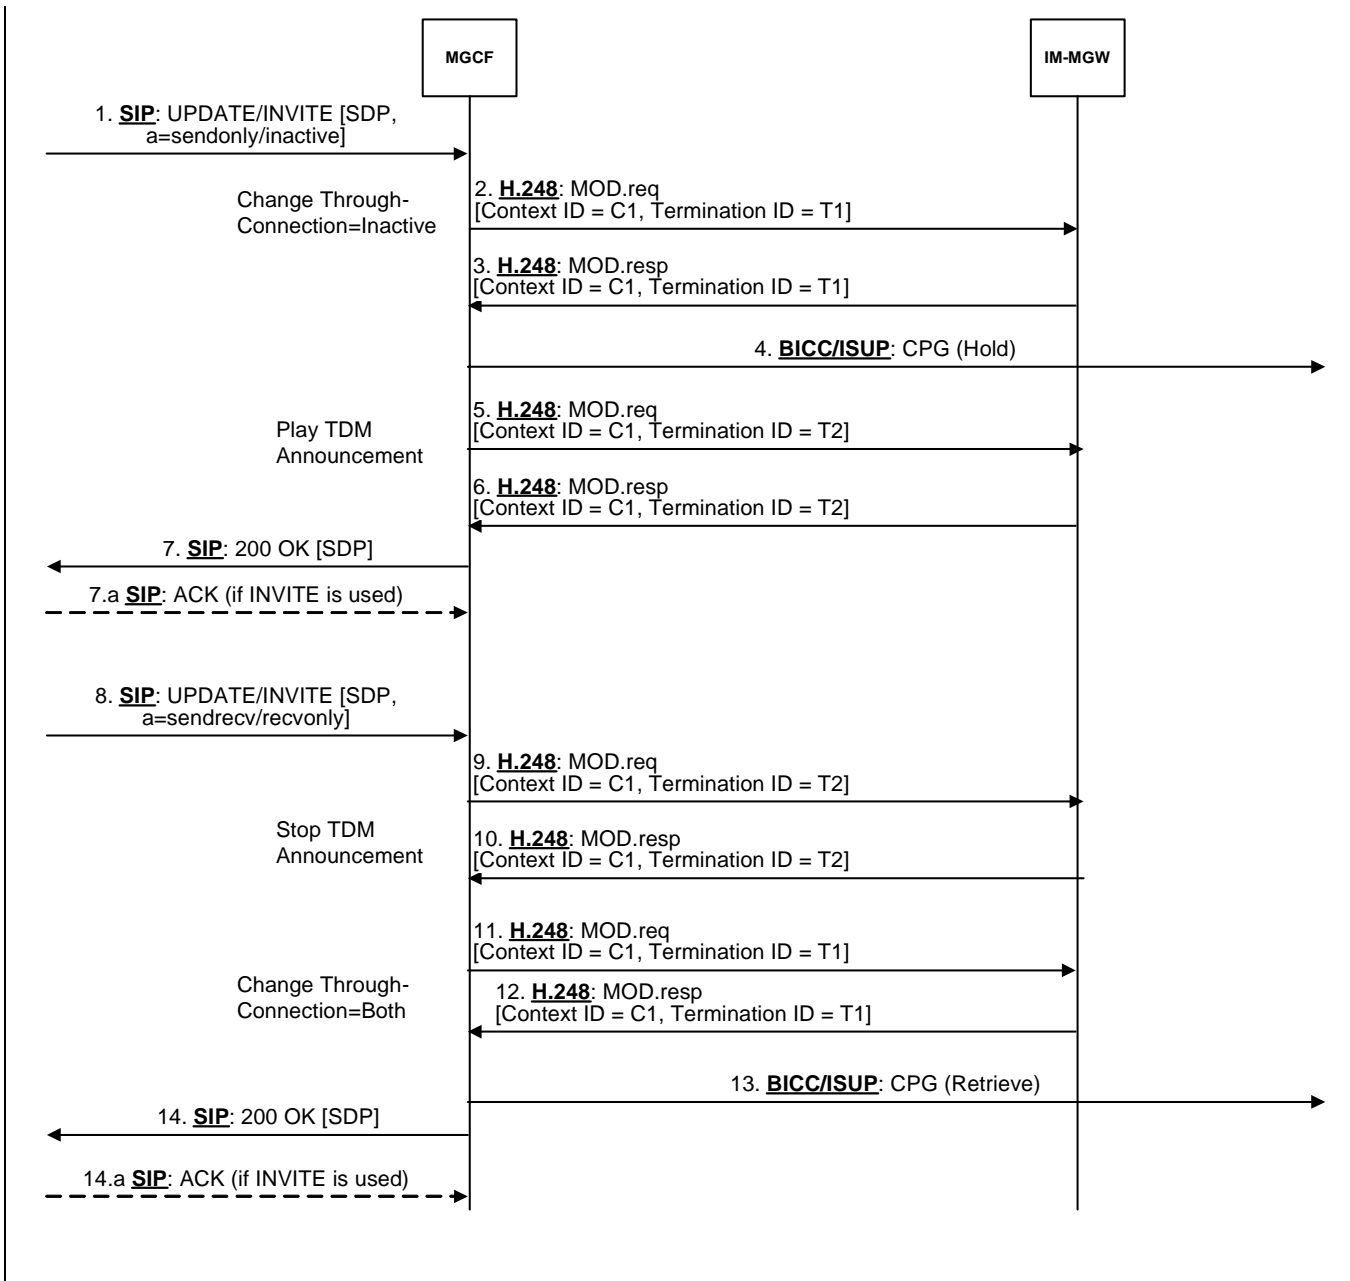 MGCF
IM-MGW
1. SIP: UPDATE/INVITE [SDP,
a=sendonly/inactive]
Change Through-
Connection=Inactive
2. H.248: MOD.req
[Context ID = C1, Termination ID = T1]
3. H.248: MOD.resp
[Context ID = C1, Termination ID = T1]
4. BICC/ISUP: CPG (Hold)
Play TDM
Announcement
5. H.248: MOD.req
[Context ID = C1, Termination ID = T2]
6. H.248: MOD.resp
[Context ID = C1, Termination ID = T2]
7. SIP: 200 OK [SDP]
7.a SIP: ACK (if INVITE is used)
8. SIP: UPDATE/INVITE [SDP,
a=sendrecv/recvonly]
9. H.248: MOD.req
[Context ID = C1, Termination ID = T2]
Stop TDM
Announcement
10. H.248: MOD.resp
[Context ID = C1, Termination ID = T2]
11. H.248: MOD.req
[Context ID = C1, Termination ID = T1]
Change Through-
Connection=Both
12. H.248: MOD.resp
[Context ID = C1, Termination ID = T1]
13. BICC/ISUP: CPG (Retrieve)
14. SIP: 200 OK [SDP]
14.a SIP: ACK (if INVITE is used)